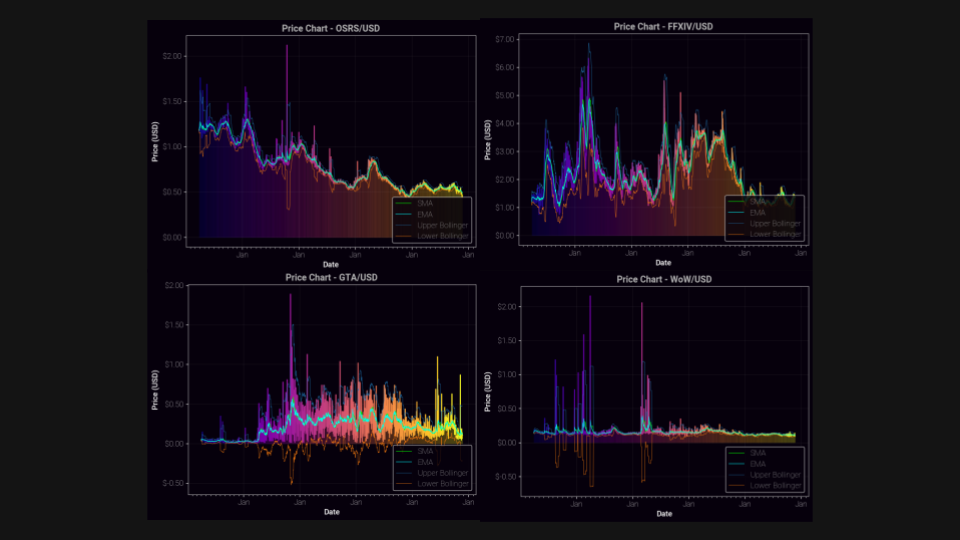 Price Chart - OSRS/USD
$2.00
$1.50
$1.00
$0.50
$0.00
Price (USD)
Jan
Jan
Jan
Jan
Jan
Date
SMA
EMA
Upper Bollinger
Lower Bollinger
Price Chart - FFXIV/USD
$7.00
$6.00
$5.00
$4.00
$3.00
$2.00
$1.00
$0.00
Price (USD)
Jan
Jan
Jan
Jan
Jan
Date
SMA
EMA
Upper Bollinger
Lower Bollinger
Price Chart - GTA/USD
$2.00
$1.50
$1.00
$0.50
$0.00
$-0.50
Price (USD)
Jan
Jan
Jan
Jan
Jan
Date
SMA
EMA
Upper Bollinger
Lower Bollinger
Price Chart - WoW/USD
$2.00
$1.50
$1.00
$0.50
$0.00
$-0.50
Price (USD)
Jan
Jan
Jan
Jan
Jan
Date
SMA
EMA
Upper Bollinger
Lower Bollinger